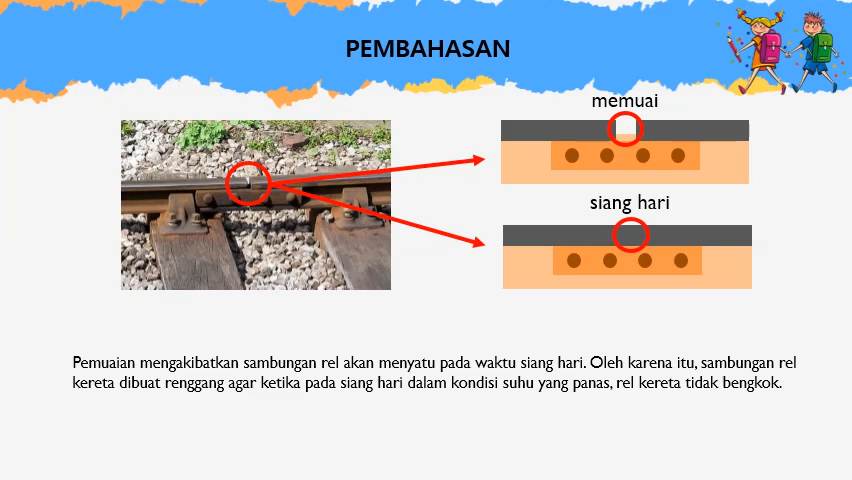 PEMBAHASAN
memuai
siang hari
Pemuaian mengakibatkan sambungan rel akan menyatu pada waktu siang hari. Oleh karena itu, sambungan rel
kereta dibuat renggang agar ketika pada siang hari dalam kondisi suhu yang panas, rel kereta tidak bengkok.